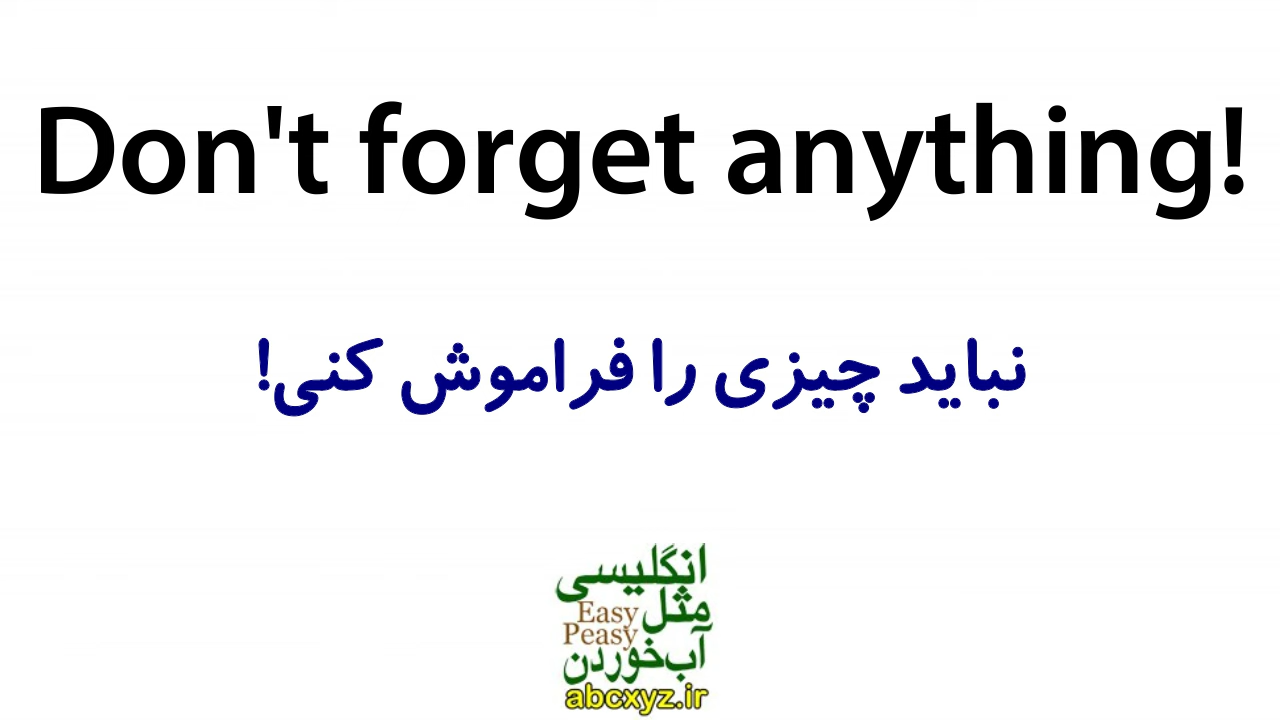 Don't forget anything!
نباید چیزی را فراموش کنی!
انگلیسی
مثل Easy
Peasy
آب‌خوردن
abcxyz.ir